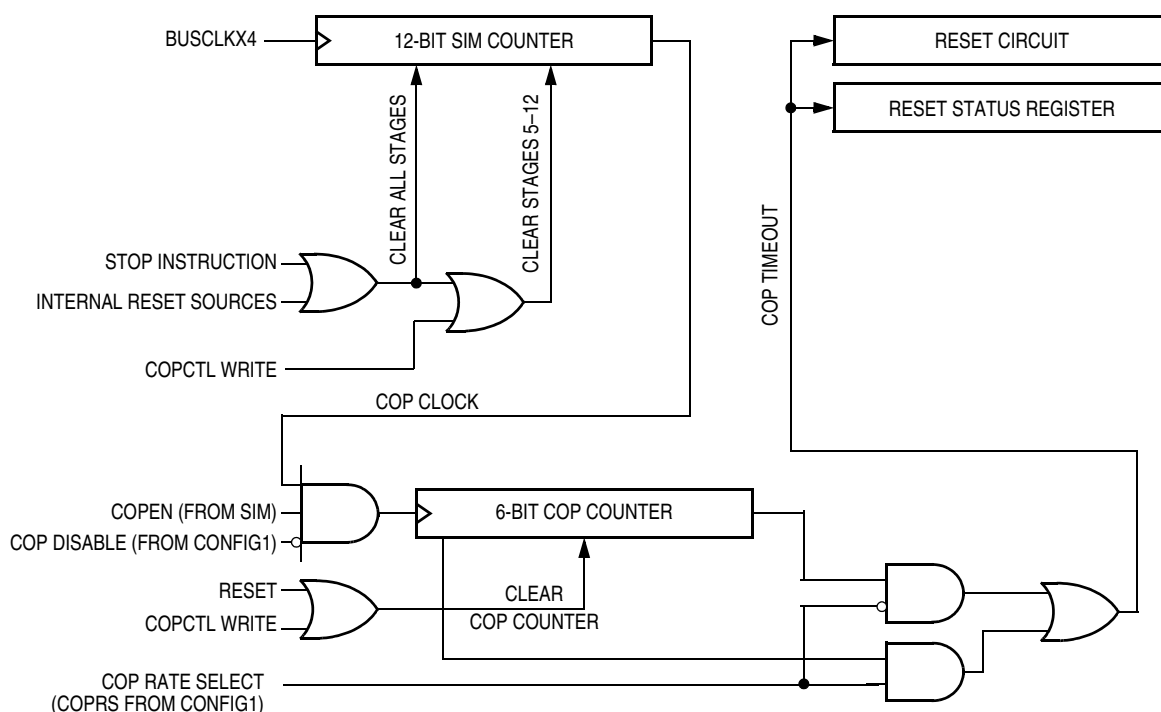 BUSCLKX4
12-BIT SIM COUNTER
RESET CIRCUIT
RESET STATUS REGISTER
CLEAR ALL STAGES
CLEAR STAGES 5–12
COP TIMEOUT
STOP INSTRUCTION
INTERNAL RESET SOURCES
COPCTL WRITE
COP CLOCK
COPEN (FROM SIM)
COP DISABLE (FROM CONFIG1)
6-BIT COP COUNTER
RESET
COPCTL WRITE
CLEAR
COP COUNTER
COP RATE SELECT
(COPRS FROM CONFIG1)